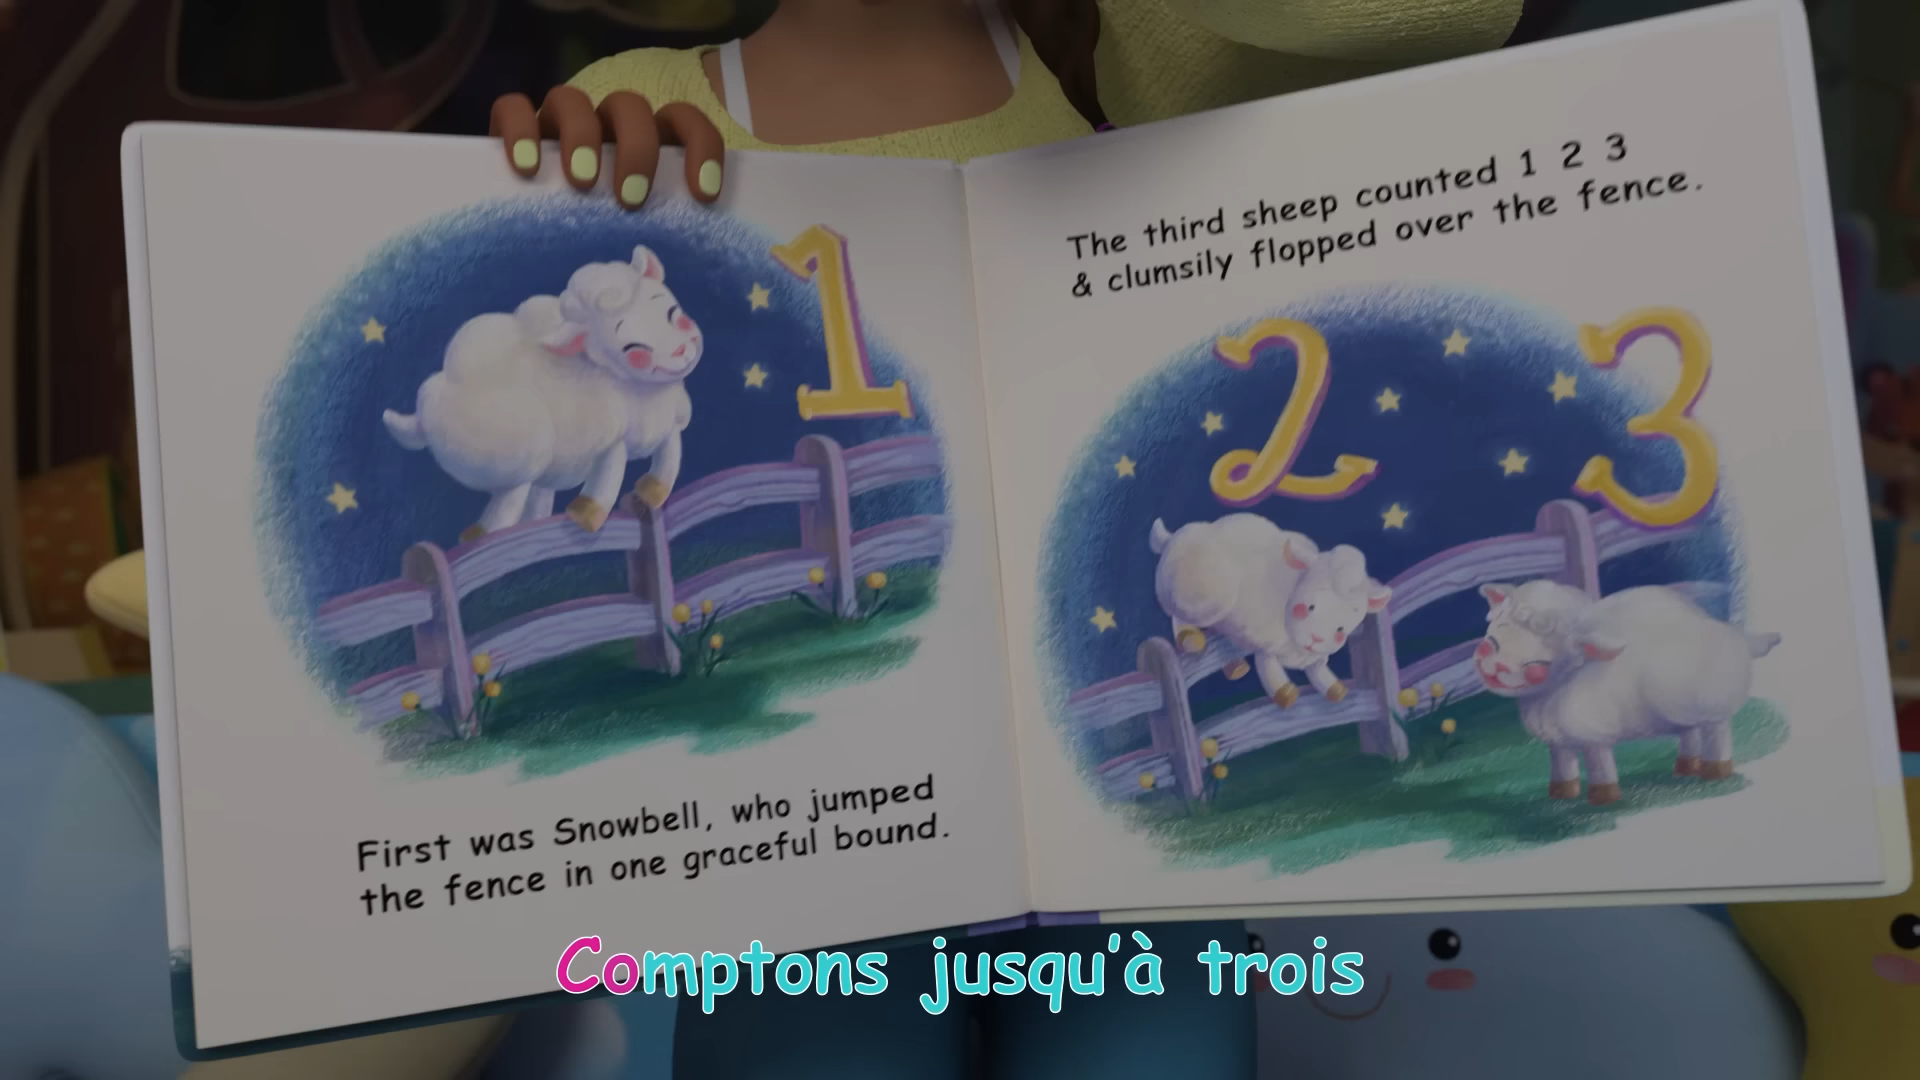 1
First was Snowbell, who jumped
the fence in one graceful bound.
The third sheep counted 1 2 3
& clumsily flopped over the fence.
2 3
Comptons jusqu'à trois